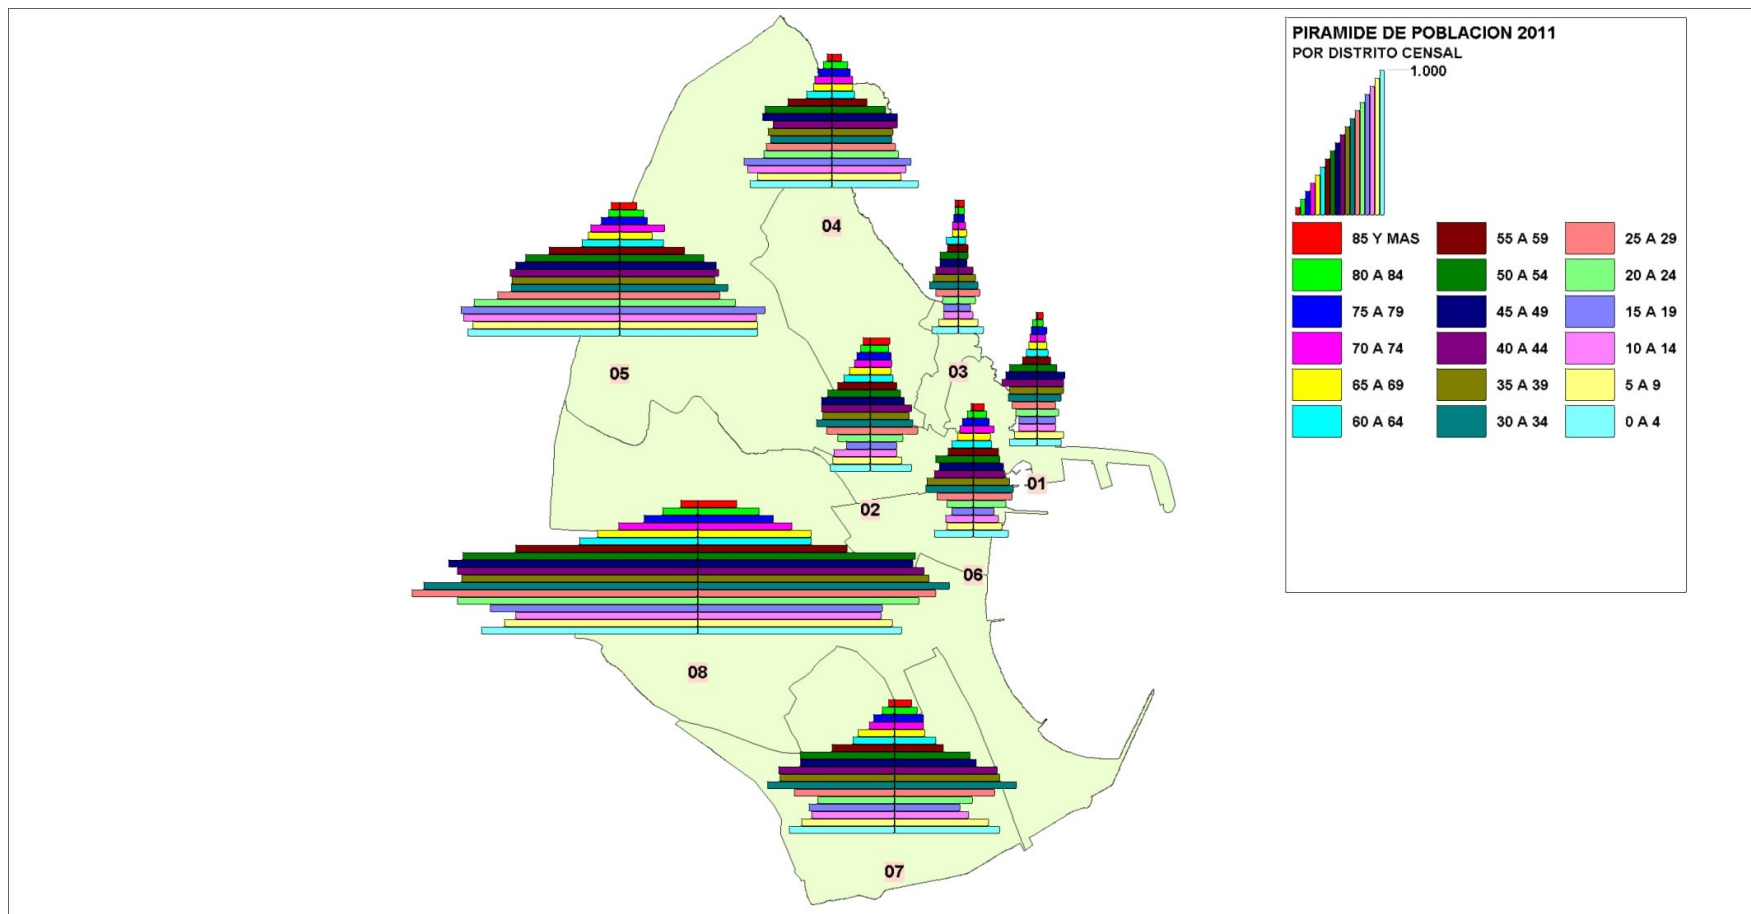 PIRAMIDE DE POBLACION 2011
POR DISTRITO CENSAL
1.000
85 Y MAS
55 A 59
25 A 29
80 A 84
50 A 54
20 A 24
75 A 79
45 A 49
15 A 19
70 A 74
40 A 44
10 A 14
65 A 69
35 A 39
5 A 9
60 A 64
30 A 34
0 A 4
04
03
05
01
02
06
08
07